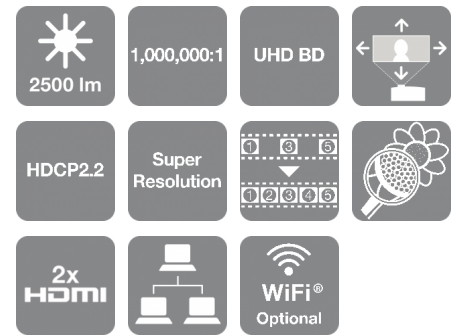 2500 lm
1,000,000:1
UHD BD
HDCP2.2
Super
Resolution
1 3 5
1 2 3 4 5
2x
HDMI
WiFi®
Optional